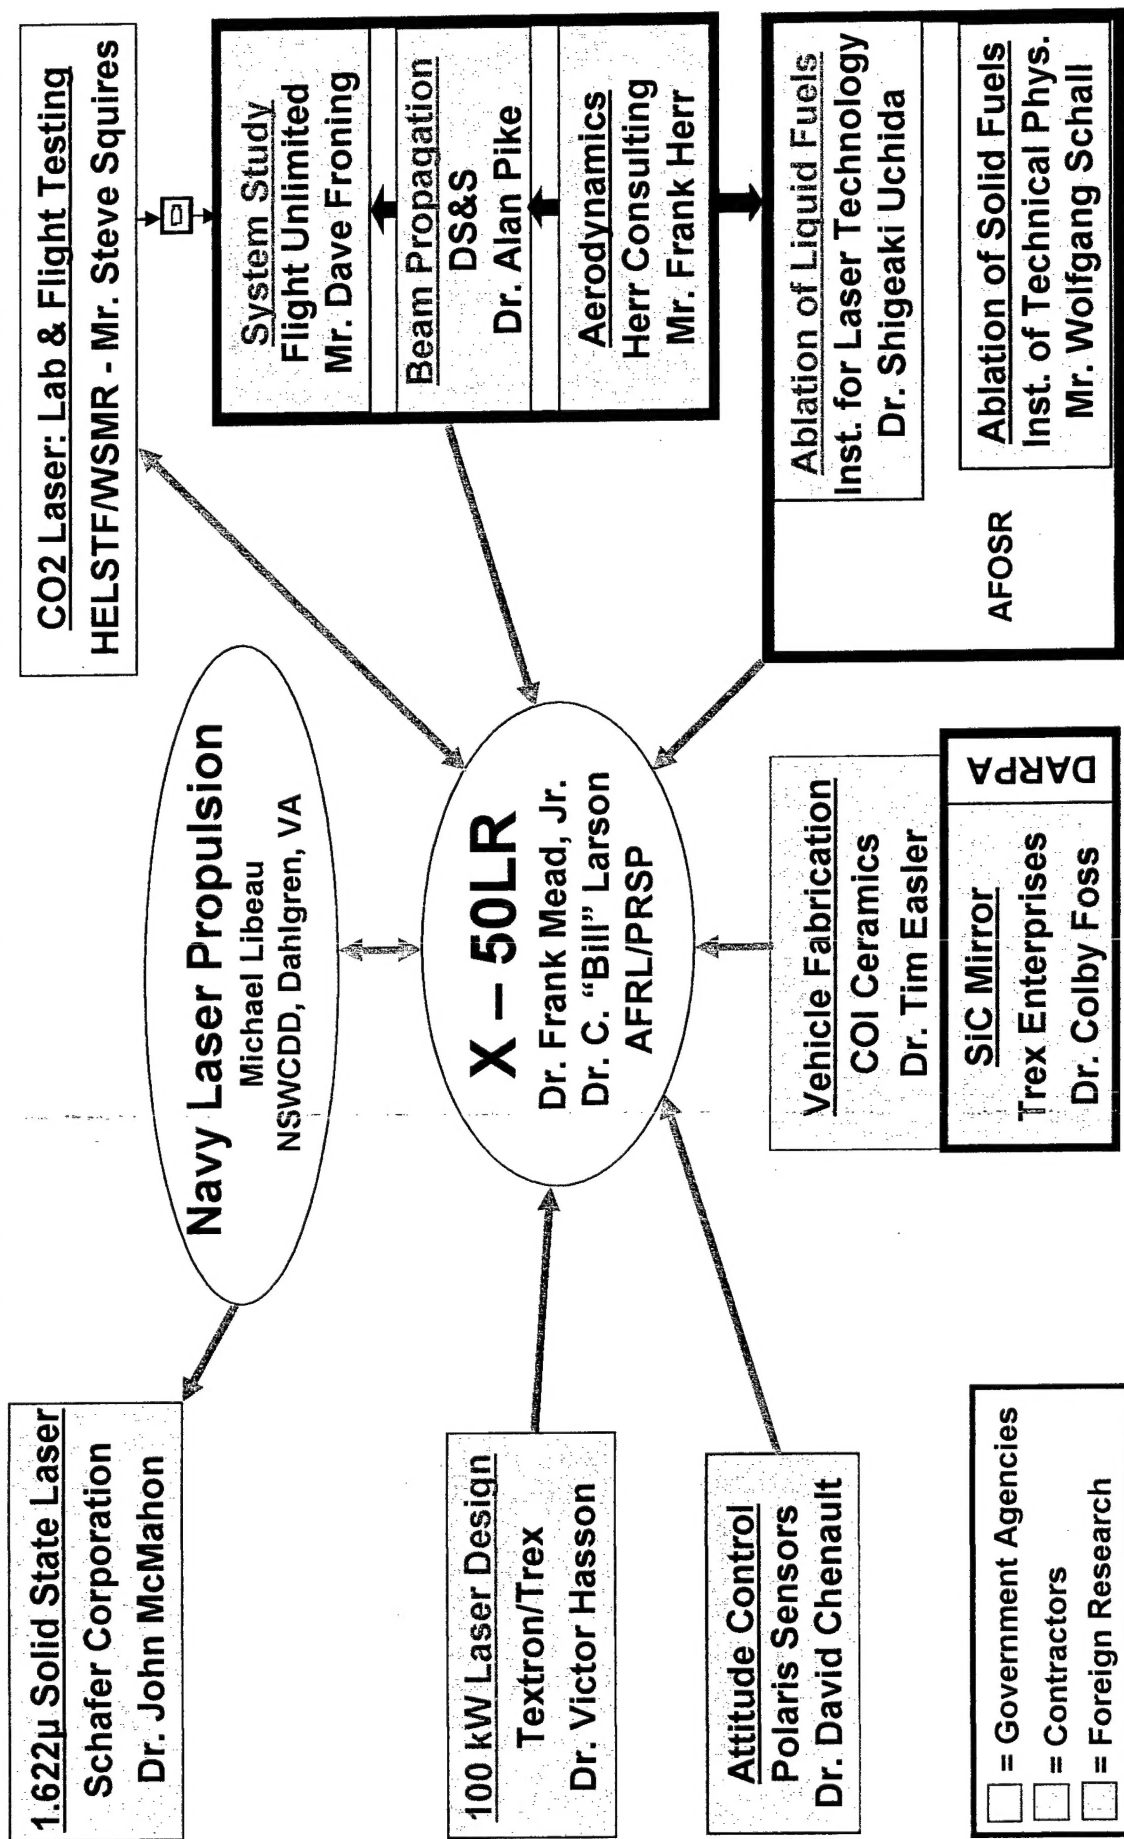 1.622µ Solid State Laser
Schafer Corporation
Dr. John McMahon
Navy Laser Propulsion
Michael Libeau
NSWCDD, Dahlgren, VA
CO2 Laser: Lab & Flight Testing
HELSTF/WSMR - Mr. Steve Squires
100 kW Laser Design
Textron/Trex
Dr. Victor Hasson
X – 50LR
Dr. Frank Mead, Jr.
Dr. C. “Bill” Larson
AFRL/PRSP
System Study
Flight Unlimited
Mr. Dave Froning
Beam Propagation
DS&S
Dr. Alan Pike
Aerodynamics
Herr Consulting
Mr. Frank Herr
Attitude Control
Polaris Sensors
Dr. David Chenault
Vehicle Fabrication
COI Ceramics
Dr. Tim Easler
SiC Mirror
Trex Enterprises
Dr. Colby Foss
DARPA
Ablation of Liquid Fuels
Inst. for Laser Technology
Dr. Shigeaki Uchida
AFOSR
Ablation of Solid Fuels
Inst. of Technical Phys.
Mr. Wolfgang Schall
= Government Agencies
= Contractors
= Foreign Research